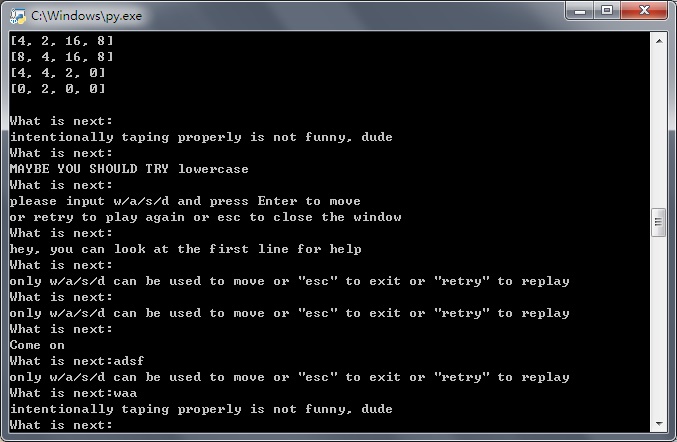 C:\Windows\py.exe
[4, 2, 16, 8]
[8, 4, 16, 8]
[4, 4, 2, 0]
[0, 2, 0, 0]
What is next:
intentionally taping properly is not funny, dude
What is next:
MAYBE YOU SHOULD TRY lowercase
What is next:
please input w/a/s/d and press Enter to move
or retry to play again or esc to close the window
What is next:
hey, you can look at the first line for help
What is next:
only w/a/s/d can be used to move or "esc" to exit or "retry" to replay
What is next:
only w/a/s/d can be used to move or "esc" to exit or "retry" to replay
What is next:
Come on
What is next:adsf
only w/a/s/d can be used to move or "esc" to exit or "retry" to replay
What is next:waa
intentionally taping properly is not funny, dude
What is next: